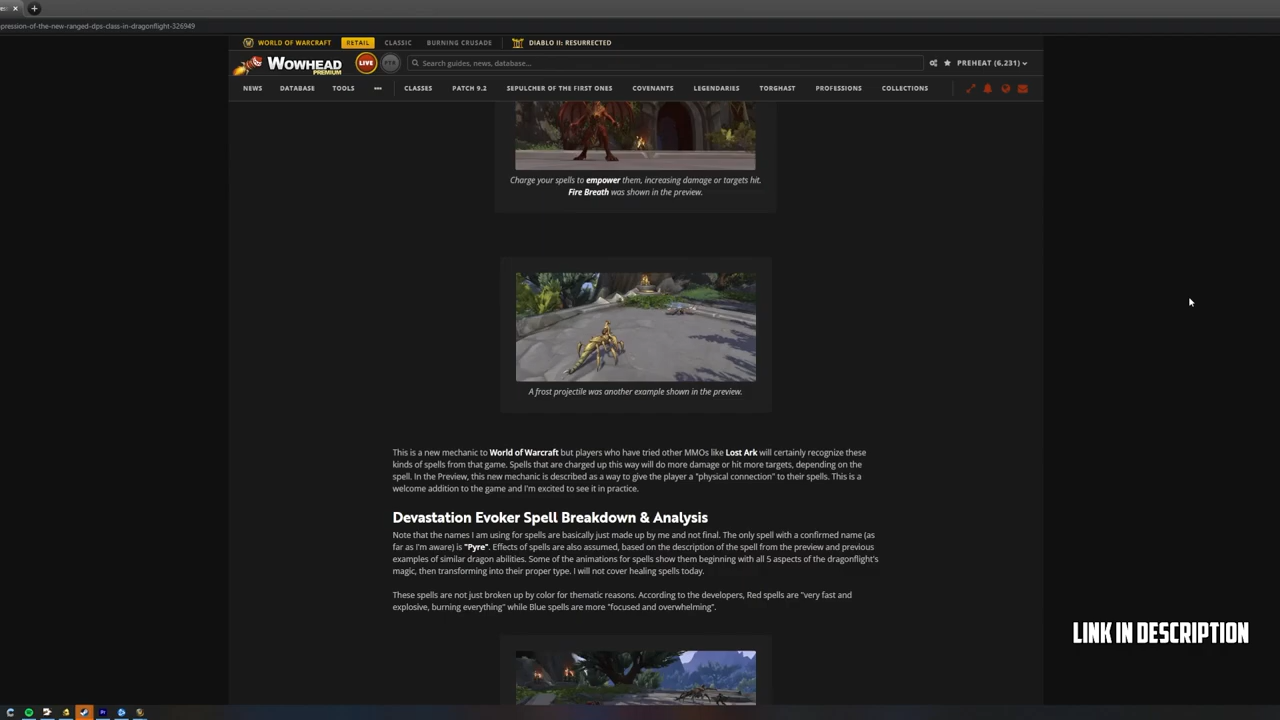 pression-of-the-new-ranged-dps-class-in-dragonflight-326949
WORLD OF WARCRAFT RETAIL CLASSIC BURNING CRUSADE DIABLO II: RESURRECTED
WOWHEAD PREMIUM LIVE PTR Search guides, news, database... PREHEAT (6,231)
NEWS DATABASE TOOLS ••• CLASSES PATCH 9.2 SEPULCHER OF THE FIRST ONES COVENANTS LEGENDARIES TORGHAST PROFESSIONS COLLECTIONS
Charge your spells to empower them, increasing damage or targets hit.
Fire Breath was shown in the preview.
A frost projectile was another example shown in the preview.
This is a new mechanic to World of Warcraft but players who have tried other MMOs like Lost Ark will certainly recognize these
kinds of spells from that game. Spells that are charged up this way will do more damage or hit more targets, depending on the
spell. In the Preview, this new mechanic is described as a way to give the player a "physical connection" to their spells. This is a
welcome addition to the game and I'm excited to see it in practice.
Devastation Evoker Spell Breakdown & Analysis
Note that the names I am using for spells are basically just made up by me and not final. The only spell with a confirmed name (as
far as I'm aware) is "Pyre". Effects of spells are also assumed, based on the description of the spell from the preview and previous
examples of similar dragon abilities. Some of the animations for spells show them beginning with all 5 aspects of the dragonflight's
magic, then transforming into their proper type. I will not cover healing spells today.
These spells are not just broken up by color for thematic reasons. According to the developers, Red spells are "very fast and
explosive, burning everything" while Blue spells are more "focused and overwhelming".
LINK IN DESCRIPTION